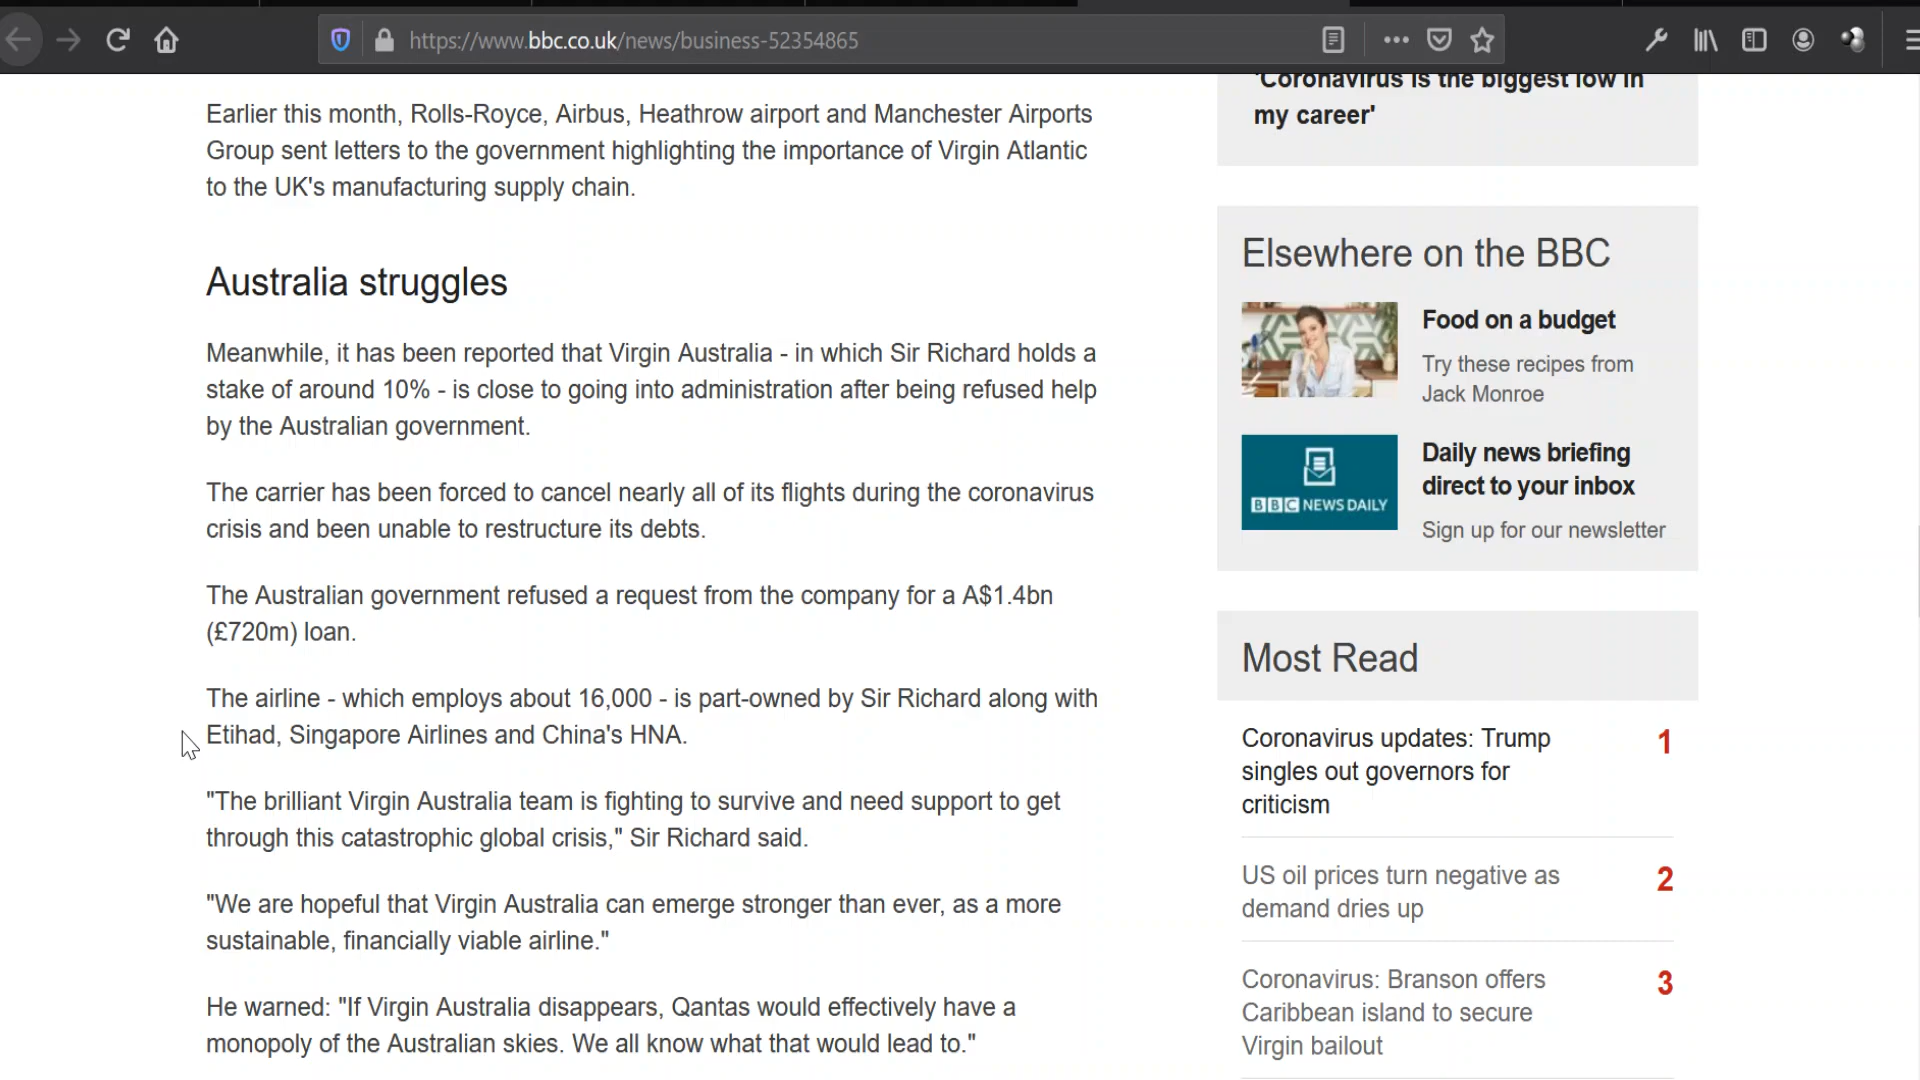 https://www.bbc.co.uk/news/business-52354865
Earlier this month, Rolls-Royce, Airbus, Heathrow airport and Manchester Airports
Group sent letters to the government highlighting the importance of Virgin Atlantic
to the UK's manufacturing supply chain.
Australia struggles
Meanwhile, it has been reported that Virgin Australia - in which Sir Richard holds a
stake of around 10% - is close to going into administration after being refused help
by the Australian government.
The carrier has been forced to cancel nearly all of its flights during the coronavirus
crisis and been unable to restructure its debts.
The Australian government refused a request from the company for a A$1.4bn
(£720m) loan.
The airline - which employs about 16,000 - is part-owned by Sir Richard along with
Etihad, Singapore Airlines and China's HNA.
"The brilliant Virgin Australia team is fighting to survive and need support to get
through this catastrophic global crisis," Sir Richard said.
"We are hopeful that Virgin Australia can emerge stronger than ever, as a more
sustainable, financially viable airline."
He warned: "If Virgin Australia disappears, Qantas would effectively have a
monopoly of the Australian skies. We all know what that would lead to."
'Coronavirus is the biggest low in
my career'
Elsewhere on the BBC
Food on a budget
Try these recipes from
Jack Monroe
BBC NEWS DAILY
Daily news briefing
direct to your inbox
Sign up for our newsletter
Most Read
Coronavirus updates: Trump
singles out governors for
criticism
1
US oil prices turn negative as
demand dries up
2
Coronavirus: Branson offers
Caribbean island to secure
Virgin bailout
3